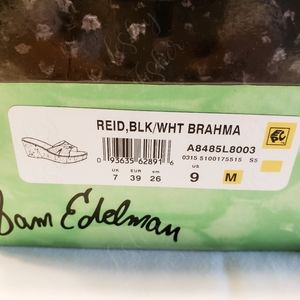 REID,BLK/WHT BRAHMA
A8485L8003
0315 5100175515 S5
0 93635 62891 6
UK EUR cm US
7 39 26 9 M
Sam Edelman